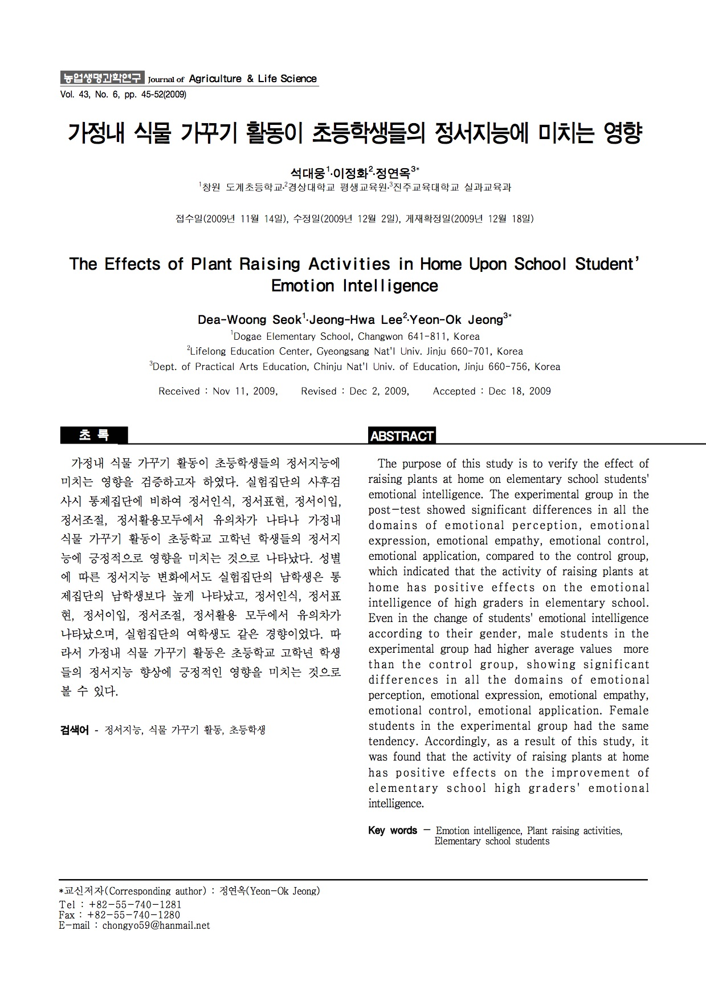 농업생명과학연구 Journal of Agriculture & Life Science
Vol. 43, No. 6, pp. 45-52(2009)
가정내 식물 가꾸기 활동이 초등학생들의 정서지능에 미치는 영향
석대웅1·이정화2·정연옥3*
1창원 도계초등학교·2경상대학교 평생교육원·3진주교육대학교 실과교육과
접수일(2009년 11월 14일), 수정일(2009년 12월 2일), 게재확정일(2009년 12월 18일)
The Effects of Plant Raising Activities in Home Upon School Student’
Emotion Intelligence
Dea-Woong Seok1·Jeong-Hwa Lee2·Yeon-Ok Jeong3*
1Dogae Elementary School, Changwon 641-811, Korea
2Lifelong Education Center, Gyeongsang Nat'l Univ. Jinju 660-701, Korea
3Dept. of Practical Arts Education, Chinju Nat'l Univ. of Education, Jinju 660-756, Korea
Received : Nov 11, 2009, Revised : Dec 2, 2009, Accepted : Dec 18, 2009
초 록
가정내 식물 가꾸기 활동이 초등학생들의 정서지능에
미치는 영향을 검증하고자 하였다. 실험집단의 사후검
사시 통제집단에 비하여 정서인식, 정서표현, 정서이입,
정서조절, 정서활용모두에서 유의차가 나타나 가정내
식물 가꾸기 활동이 초등학교 고학년 학생들의 정서지
능에 긍정적으로 영향을 미치는 것으로 나타났다. 성별
에 따른 정서지능 변화에서도 실험집단의 남학생은 통
제집단의 남학생보다 높게 나타났고, 정서인식, 정서표
현, 정서이입, 정서조절, 정서활용 모두에서 유의차가
나타났으며, 실험집단의 여학생도 같은 경향이었다. 따
라서 가정내 식물 가꾸기 활동은 초등학교 고학년 학생
들의 정서지능 향상에 긍정적인 영향을 미치는 것으로
볼 수 있다.
검색어 - 정서지능, 식물 가꾸기 활동, 초등학생
ABSTRACT
The purpose of this study is to verify the effect of
raising plants at home on elementary school students'
emotional intelligence. The experimental group in the
post-test showed significant differences in all the
domains of emotional perception, emotional
expression, emotional empathy, emotional control,
emotional application, compared to the control group,
which indicated that the activity of raising plants at
home has positive effects on the emotional
intelligence of high graders in elementary school.
Even in the change of students' emotional intelligence
according to their gender, male students in the
experimental group had higher average values more
than the control group, showing significant
differences in all the domains of emotional
perception, emotional expression, emotional empathy,
emotional control, emotional application. Female
students in the experimental group had the same
tendency. Accordingly, as a result of this study, it
was found that the activity of raising plants at home
has positive effects on the improvement of
elementary school high graders' emotional
intelligence.
Key words - Emotion intelligence, Plant raising activities,
Elementary school students
*교신저자(Corresponding author) : 정연옥(Yeon-Ok Jeong)
Tel : +82-55-740-1281
Fax : +82-55-740-1280
E-mail : chongyo59@hanmail.net